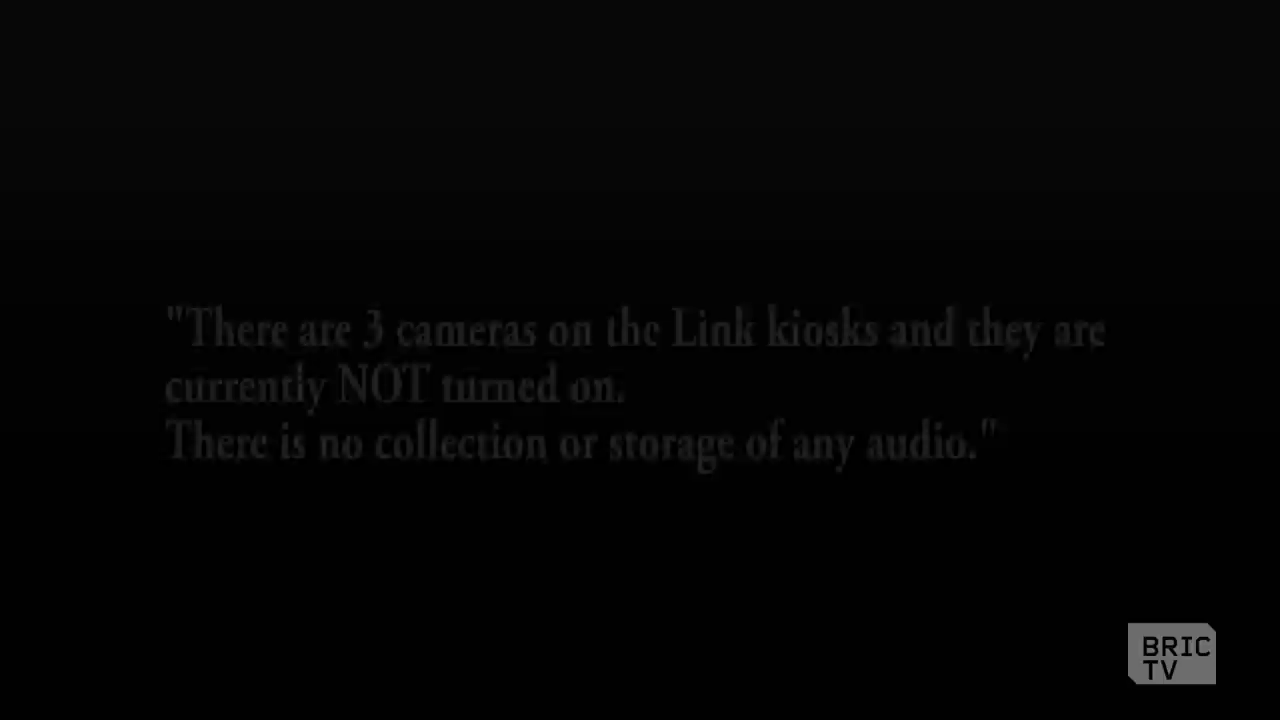 "There are 3 cameras on the Link kiosks and they are
currently NOT turned on.
There is no collection or storage of any audio."
BRIC
TV